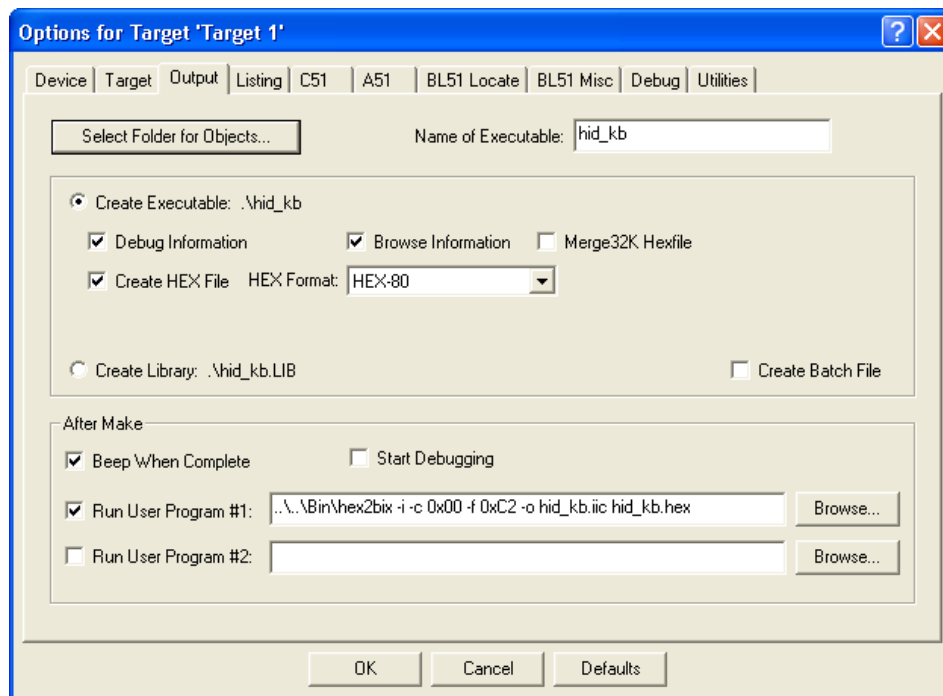 Options for Target 'Target 1'
Device Target Output Listing C51 A51 BL51 Locate BL51 Misc Debug Utilities
Select Folder for Objects... Name of Executable: hid_kb
Create Executable: .\hid_kb
Debug Information Browse Information Merge32K Hexfile
Create HEX File HEX Format: HEX-80
Create Library: .\hid_kb.LIB Create Batch File
After Make
Beep When Complete Start Debugging
Run User Program #1: ..\..\Bin\hex2bix -i -c 0x00 -f 0xC2 -o hid_kb.iic hid_kb.hex Browse...
Run User Program #2: Browse...
OK Cancel Defaults